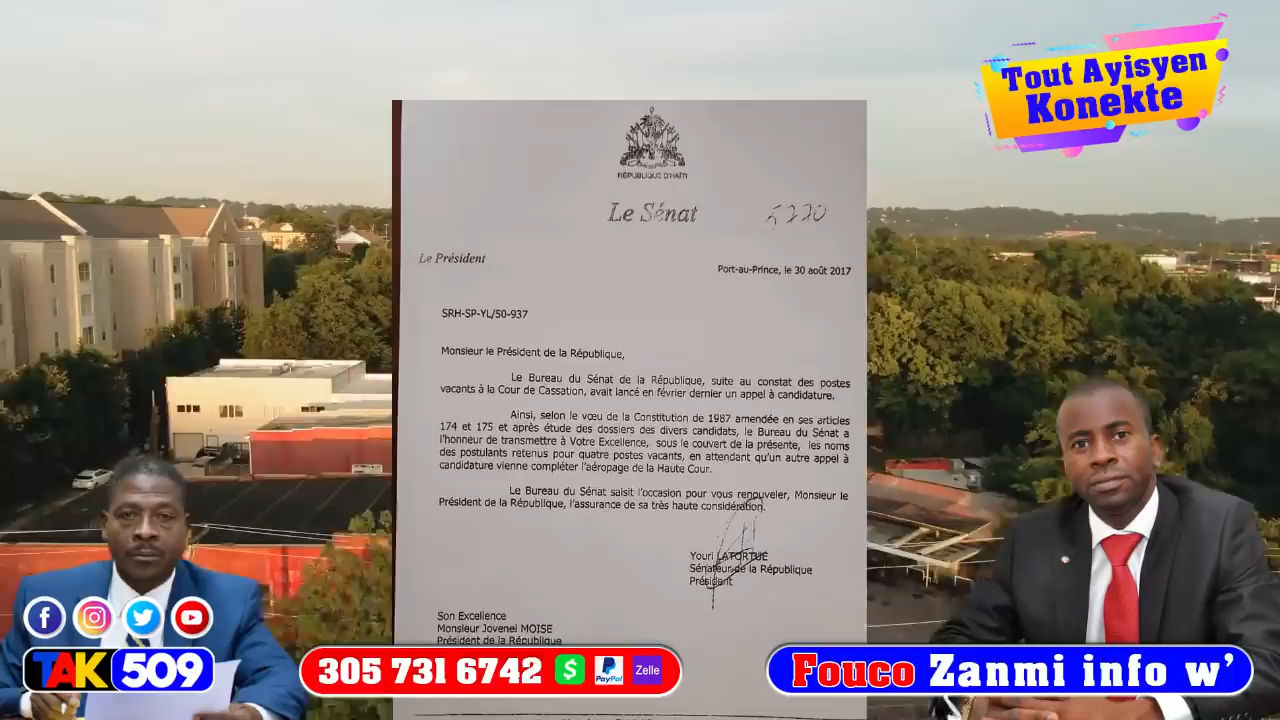 Tout Ayisyen
Konekte
RÉPUBLIQUE D'HAÏTI
Le Sénat
5770
Le Président
Port-au-Prince, le 30 août 2017
SRH-SP-YL/50-937
Monsieur le Président de la République,
Le Bureau du Sénat de la République, suite au constat des postes
vacants à la Cour de Cassation, avait lancé en février dernier un appel à candidature.
Ainsi, selon le vœu de la Constitution de 1987 amendée en ses articles
174 et 175 et après étude des dossiers des divers candidats, le Bureau du Sénat a
l'honneur de transmettre à Votre Excellence, sous le couvert de la présente, les noms
des postulants retenus pour quatre postes vacants, en attendant qu'un autre appel à
candidature vienne compléter l'aéropage de la Haute Cour.
Le Bureau du Sénat saisit l'occasion pour vous renouveler, Monsieur le
Président de la République, l'assurance de sa très haute considération.
Youri LATORTUE
Sénateur de la République
Président
Son Excellence
Monsieur Jovenel MOISE
Président de la République
TAK 509
305 731 6742 $ PayPal Zelle
Fouco Zanmi info w'